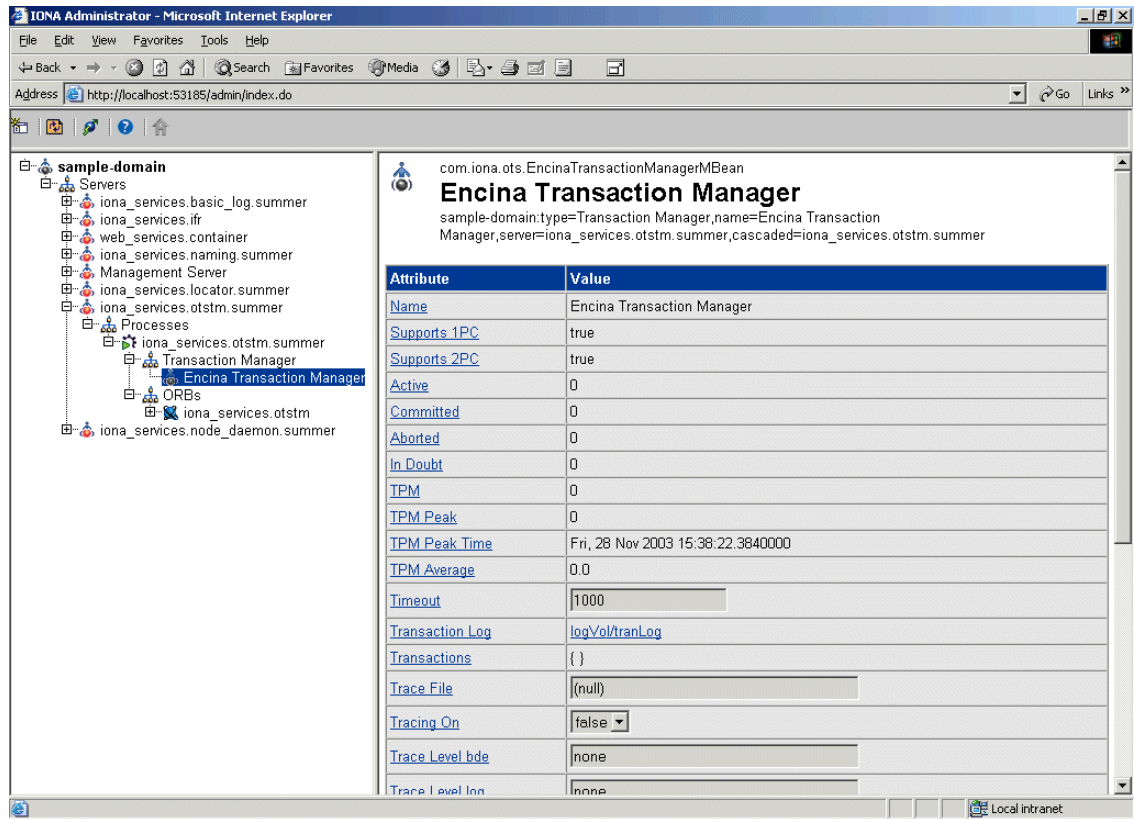 IONA Administrator - Microsoft Internet Explorer
File Edit View Favorites Tools Help
Back Search Favorites Media
Address http://localhost:53185/admin/index.do Go Links »
sample-domain
Servers
iona_services.basic_log.summer
iona_services.ifr
web_services.container
iona_services.naming.summer
Management Server
iona_services.locator.summer
iona_services.otstm.summer
Processes
iona_services.otstm.summer
Transaction Manager
Encina Transaction Manager
ORBs
iona_services.otstm
iona_services.node_daemon.summer
com.iona.ots.EncinaTransactionManagerMBean
Encina Transaction Manager
sample-domain:type=Transaction Manager,name=Encina Transaction
Manager,server=iona_services.otstm.summer,cascaded=iona_services.otstm.summer
Attribute Value
Name Encina Transaction Manager
Supports 1PC true
Supports 2PC true
Active 0
Committed 0
Aborted 0
In Doubt 0
TPM 0
TPM Peak 0
TPM Peak Time Fri, 28 Nov 2003 15:38:22.3840000
TPM Average 0.0
Timeout 1000
Transaction Log logVol/tranLog
Transactions { }
Trace File (null)
Tracing On false
Trace Level bde none
Trace Level log none
Local intranet